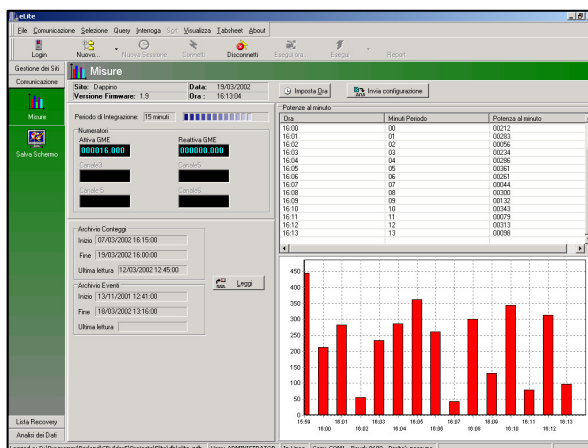 eLite
File Comunicazione Selezione Query Interroga Sgrt Visualizza Tabsheet About
Login Nuovo... Nuova Sessione Connetti Disconnetti Esegui ora... Esegui Report
Gestione dei Siti
Comunicazione
Misure
Salva Schermo
Lista Recovery
Analisi dei Dati
Misure
Sito: Dappino Data: 19/03/2002
Versione Firmware: 1.9 Ora : 16:13:04
Imposta Ora Invia configurazione
Periodo di Integrazione: 15 minuti
Numeratori
Attiva GME Reattiva GME
000016.000 000000.000
Archivio Conteggi
Inizio 07/03/2002 16:15:00
Fine 19/03/2002 16:00:00
Ultima lettura 12/03/2002 12:45:00
Leggi
Archivio Eventi
Inizio 13/11/2001 12:41:00
Fine 18/03/2002 13:16:00
Ultima lettura
Potenze al minuto
Ora Minuti Periodo Potenza al minuto
16:00 00 00212
16:01 01 00283
16:02 02 00056
16:03 03 00234
16:04 04 00286
16:05 05 00361
16:06 06 00261
16:07 07 00044
16:08 08 00300
16:09 09 00132
16:10 10 00343
16:11 11 00079
16:12 12 00313
16:13 13 00098
450
400
350
300
250
200
150
100
50
0
15:59 16:01 16:03 16:05 16:07 16:09 16:11 16:13
16:00 16:02 16:04 16:06 16:08 16:10 16:12